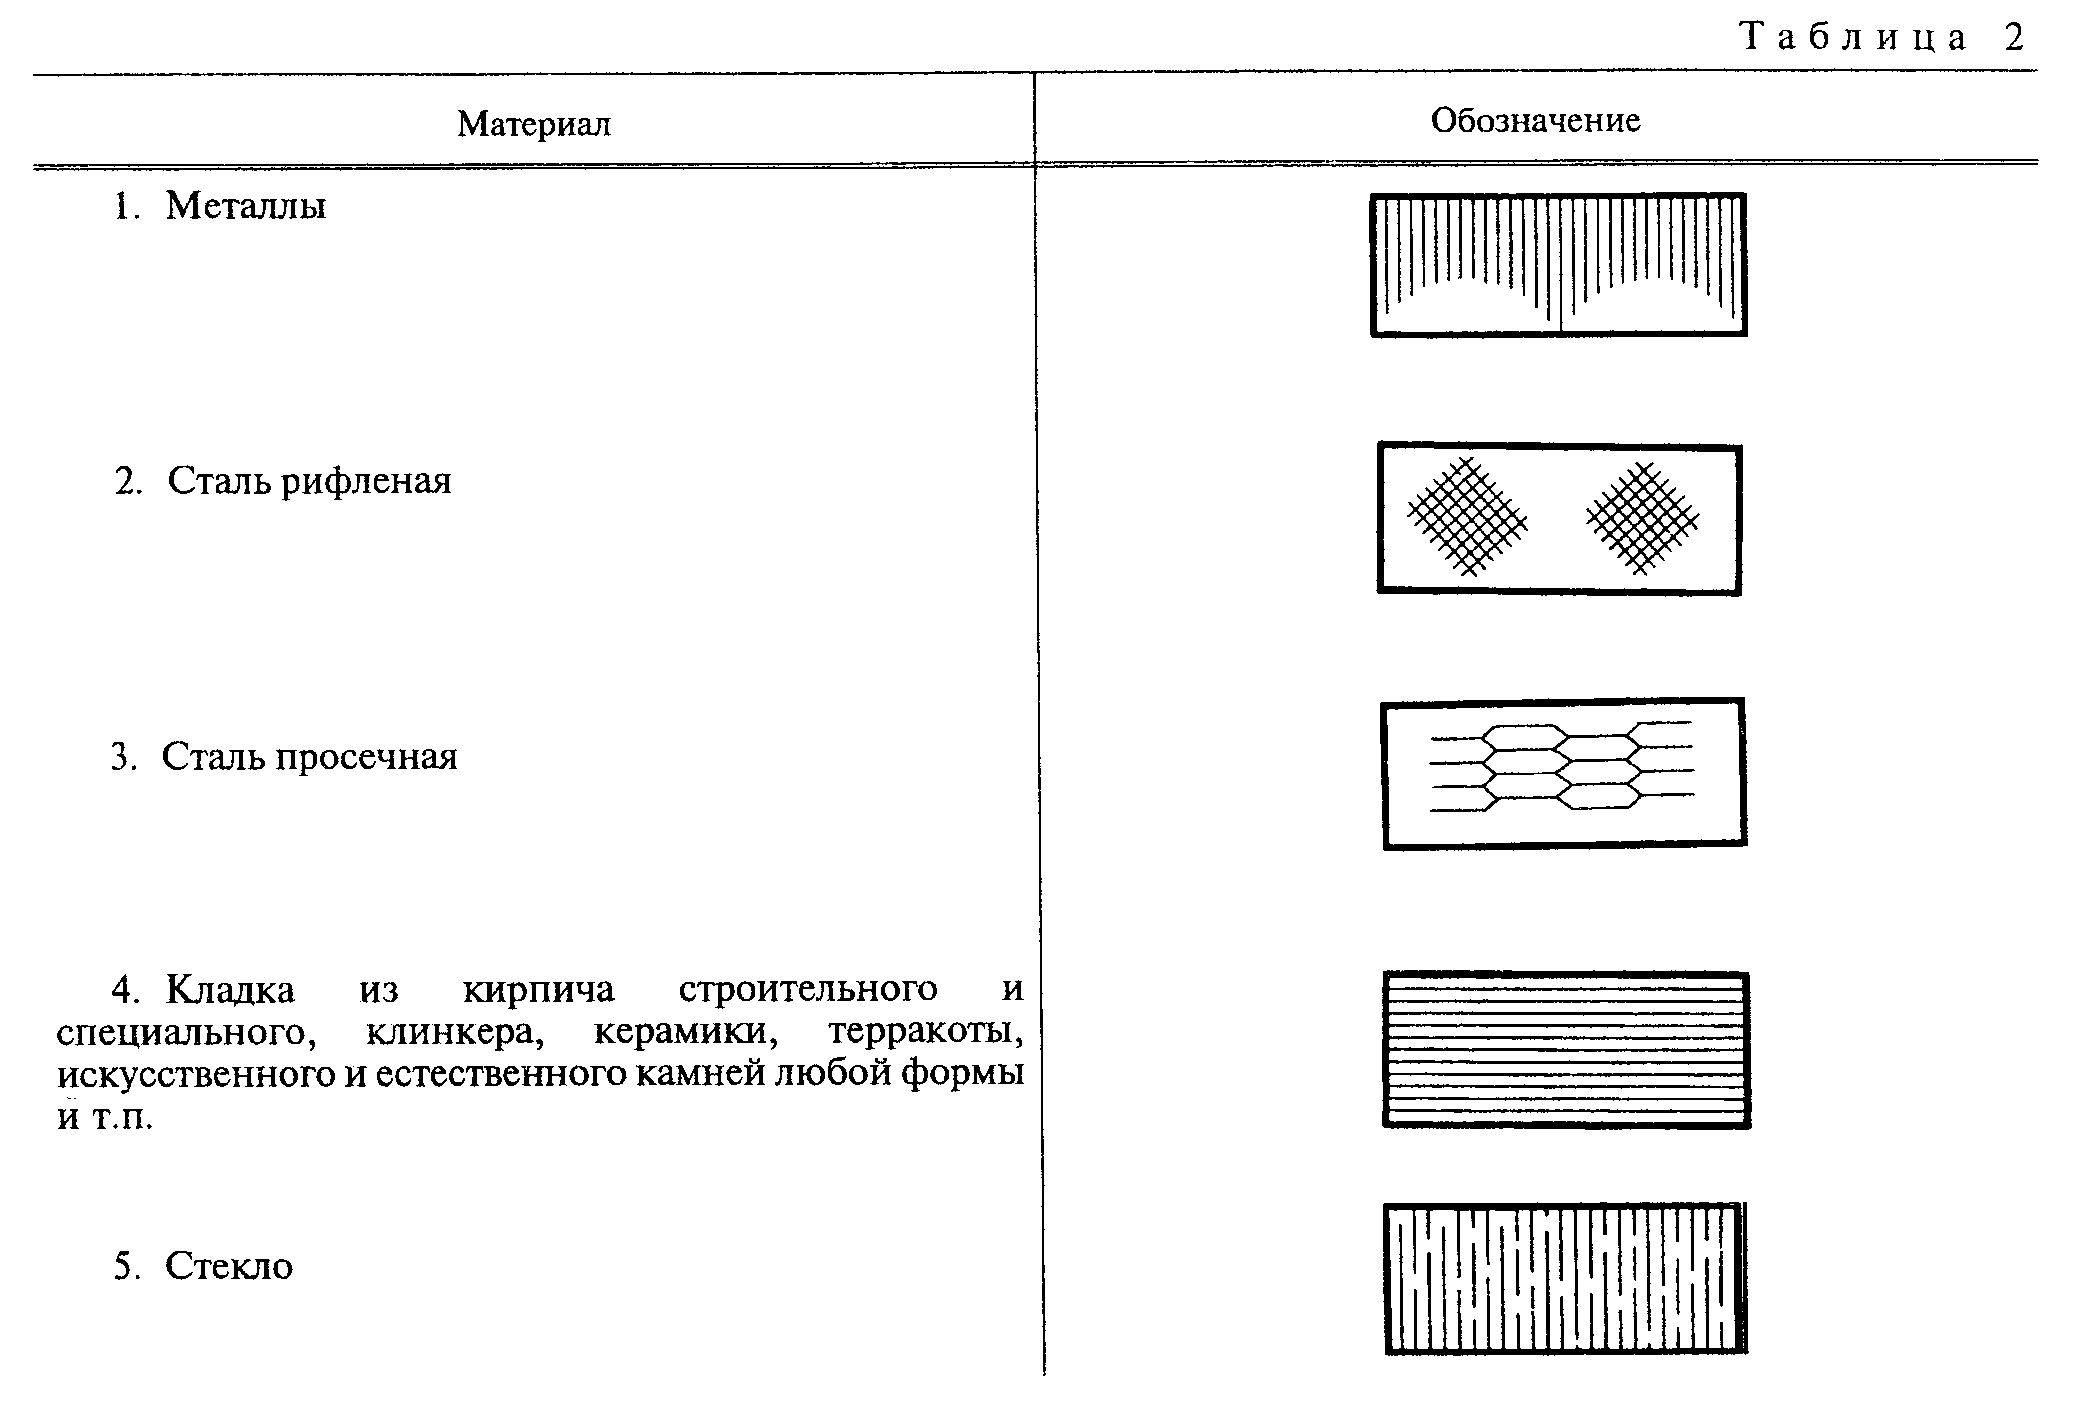 Таблица 2
Материал
Обозначение
1. Металлы
2. Сталь рифленая
3. Сталь просечная
4. Кладка из кирпича строительного и
специального, клинкера, керамики, терракоты,
искусственного и естественного камней любой формы
и т.п.
5. Стекло